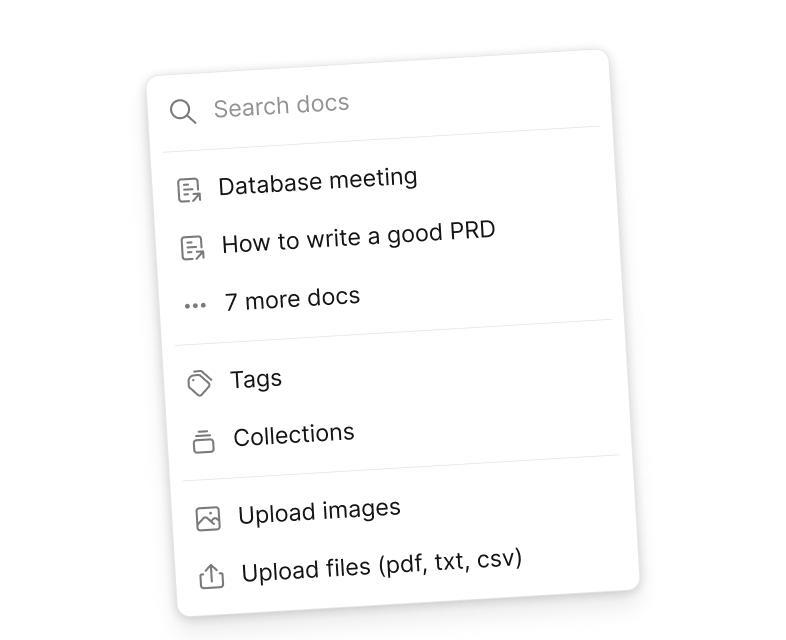 Search docs
Database meeting
How to write a good PRD
7 more docs
Tags
Collections
Upload images
Upload files (pdf, txt, csv)